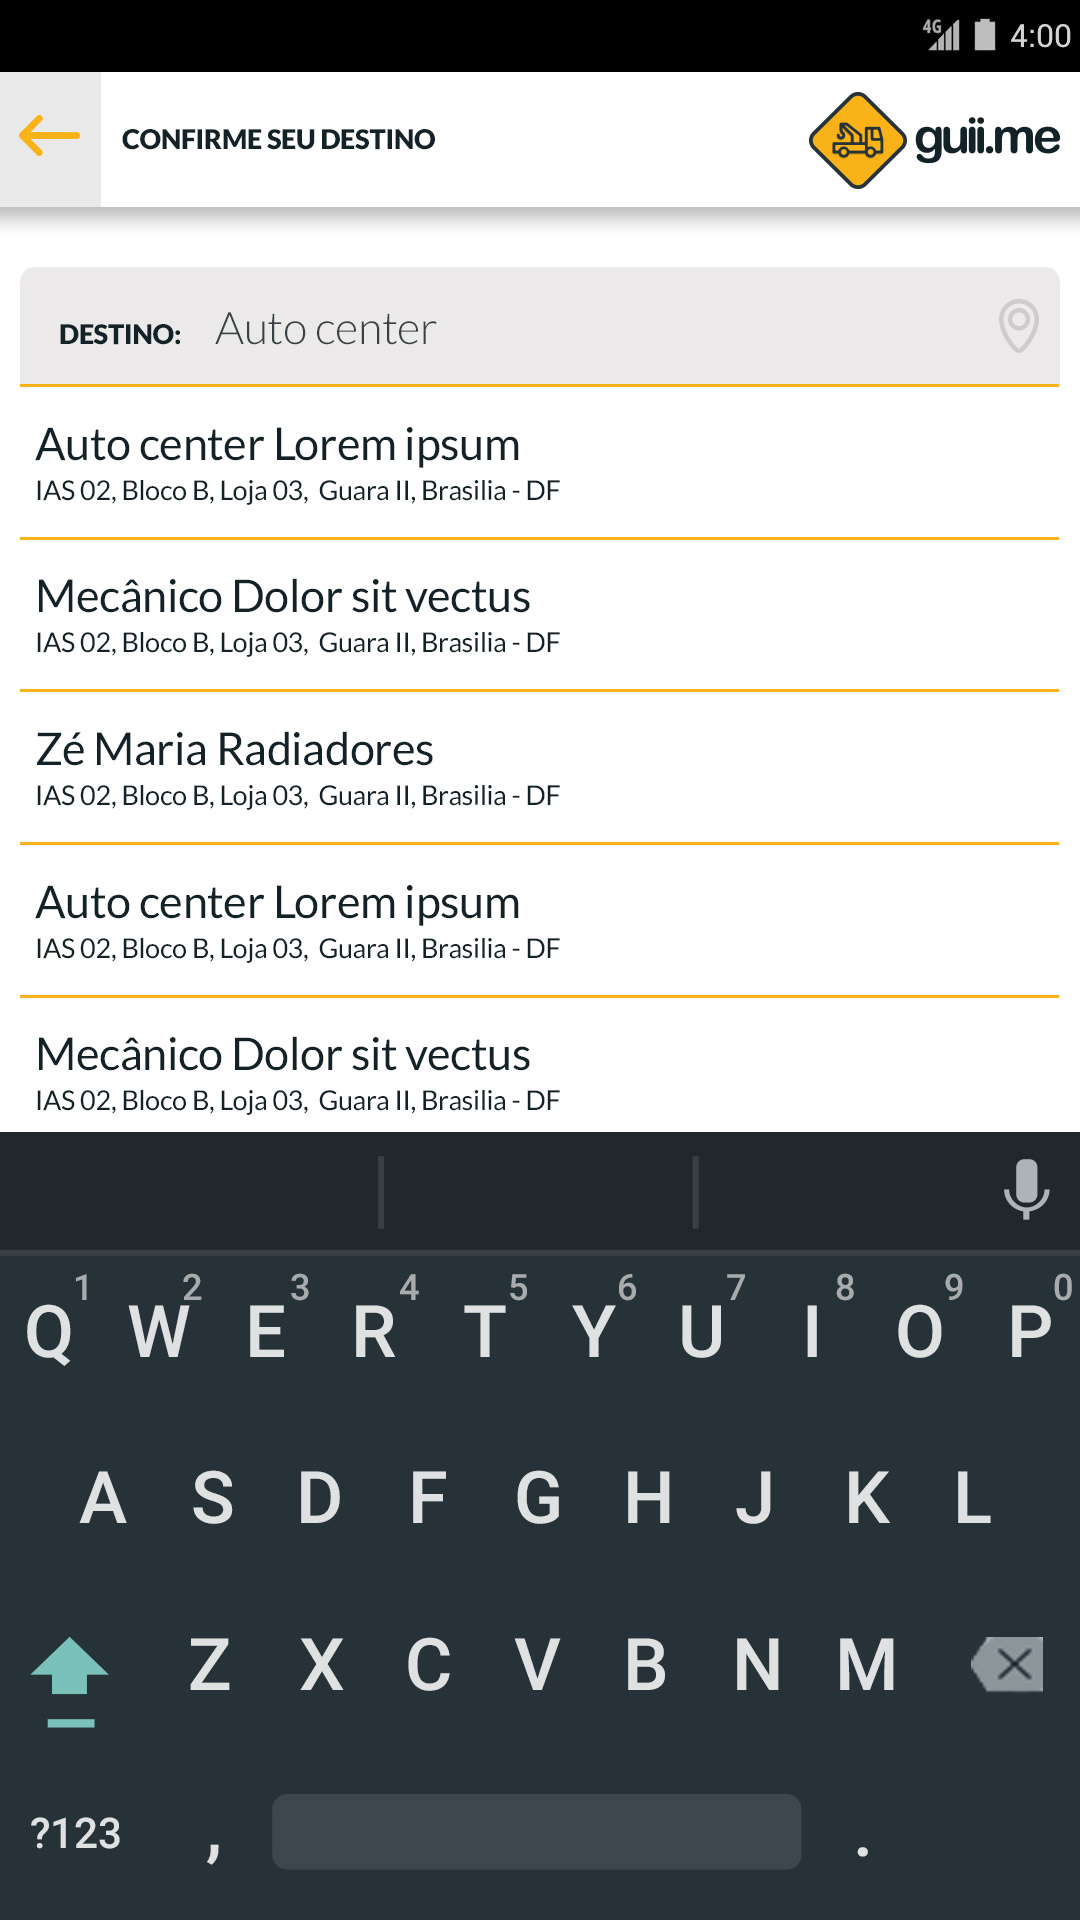 4G 4:00
CONFIRME SEU DESTINO guii.me
DESTINO: Auto center
Auto center Lorem ipsum
IAS 02, Bloco B, Loja 03, Guara II, Brasilia - DF
Mecânico Dolor sit vectus
IAS 02, Bloco B, Loja 03, Guara II, Brasilia - DF
Zé Maria Radiadores
IAS 02, Bloco B, Loja 03, Guara II, Brasilia - DF
Auto center Lorem ipsum
IAS 02, Bloco B, Loja 03, Guara II, Brasilia - DF
Mecânico Dolor sit vectus
IAS 02, Bloco B, Loja 03, Guara II, Brasilia - DF
1 2 3 4 5 6 7 8 9 0
Q W E R T Y U I O P
A S D F G H J K L
Z X C V B N M
?123 , .